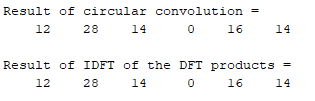 Result of circular convolution =
12 28 14 0 16 14
Result of IDFT of the DFT products =
12 28 14 0 16 14